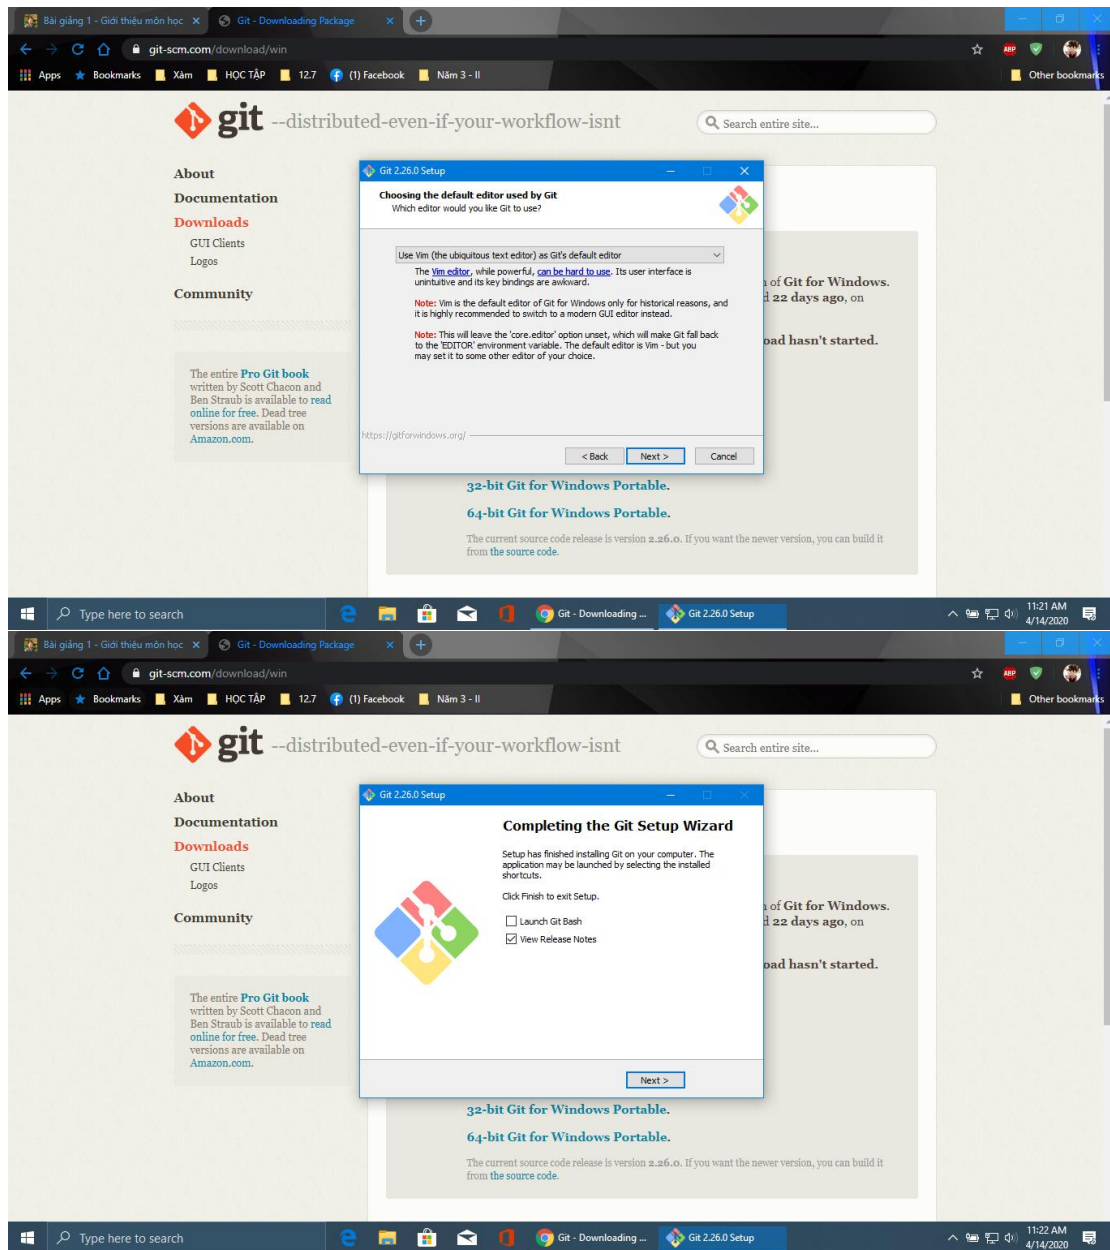 Bài giảng 1 - Giới thiệu môn học
Git - Downloading Package
git-scm.com/download/win
ABP
Apps
Bookmarks
Xàm
HỌC TẬP
12.7
(1) Facebook
Năm 3 - II
Other bookmarks
git --distributed-even-if-your-workflow-isnt
Search entire site...
About
Documentation
Downloads
GUI Clients
Logos
Community
The entire Pro Git book
written by Scott Chacon and
Ben Straub is available to read
online for free. Dead tree
versions are available on
Amazon.com.
Git 2.26.0 Setup
Choosing the default editor used by Git
Which editor would you like Git to use?
Use Vim (the ubiquitous text editor) as Git's default editor
The Vim editor, while powerful, can be hard to use. Its user interface is
unintuitive and its key bindings are awkward.
Note: Vim is the default editor of Git for Windows only for historical reasons, and
it is highly recommended to switch to a modern GUI editor instead.
Note: This will leave the 'core.editor' option unset, which will make Git fall back
to the 'EDITOR' environment variable. The default editor is Vim - but you
may set it to some other editor of your choice.
https://gitforwindows.org/
< Back
Next >
Cancel
of Git for Windows.
22 days ago, on
oad hasn't started.
32-bit Git for Windows Portable.
64-bit Git for Windows Portable.
The current source code release is version 2.26.0. If you want the newer version, you can build it
from the source code.
Type here to search
Git - Downloading ...
Git 2.26.0 Setup
11:21 AM
4/14/2020
Bài giảng 1 - Giới thiệu môn học
Git - Downloading Package
git-scm.com/download/win
ABP
Apps
Bookmarks
Xàm
HỌC TẬP
12.7
(1) Facebook
Năm 3 - II
Other bookmarks
git --distributed-even-if-your-workflow-isnt
Search entire site...
About
Documentation
Downloads
GUI Clients
Logos
Community
The entire Pro Git book
written by Scott Chacon and
Ben Straub is available to read
online for free. Dead tree
versions are available on
Amazon.com.
Git 2.26.0 Setup
Completing the Git Setup Wizard
Setup has finished installing Git on your computer. The
application may be launched by selecting the installed
shortcuts.
Click Finish to exit Setup.
Launch Git Bash
View Release Notes
Next >
of Git for Windows.
22 days ago, on
oad hasn't started.
32-bit Git for Windows Portable.
64-bit Git for Windows Portable.
The current source code release is version 2.26.0. If you want the newer version, you can build it
from the source code.
Type here to search
Git - Downloading ...
Git 2.26.0 Setup
11:22 AM
4/14/2020